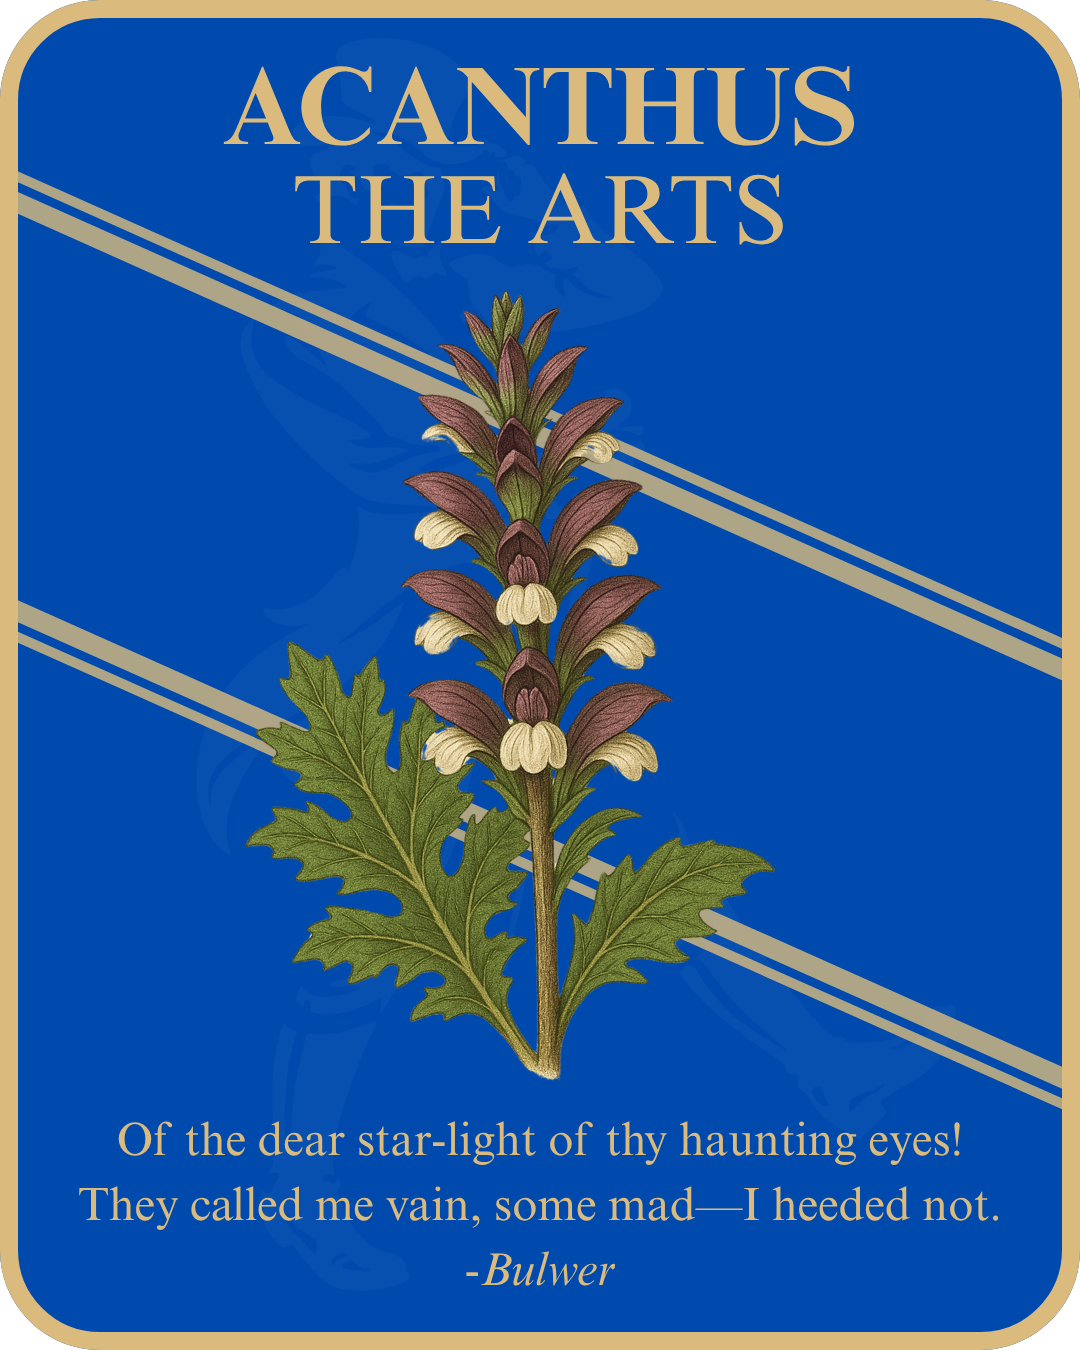 ACANTHUS
THE ARTS
Of the dear star-light of thy haunting eyes!
They called me vain, some mad—I heeded not.
-Bulwer